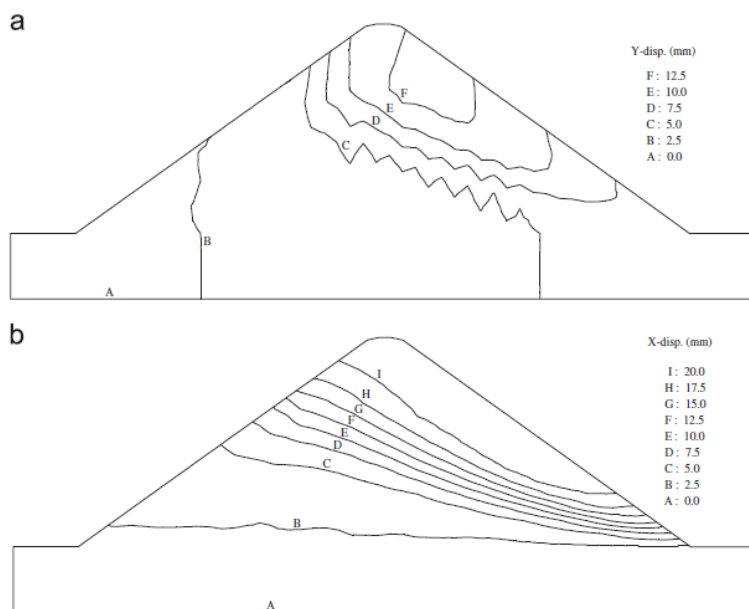 a
Y-disp. (mm)
F : 12.5
E : 10.0
D : 7.5
C : 5.0
B : 2.5
A : 0.0
F
E
D
C
B
A
b
X-disp. (mm)
I : 20.0
H : 17.5
G : 15.0
F : 12.5
E : 10.0
D : 7.5
C : 5.0
B : 2.5
A : 0.0
I
H
G
F
E
D
C
B
A